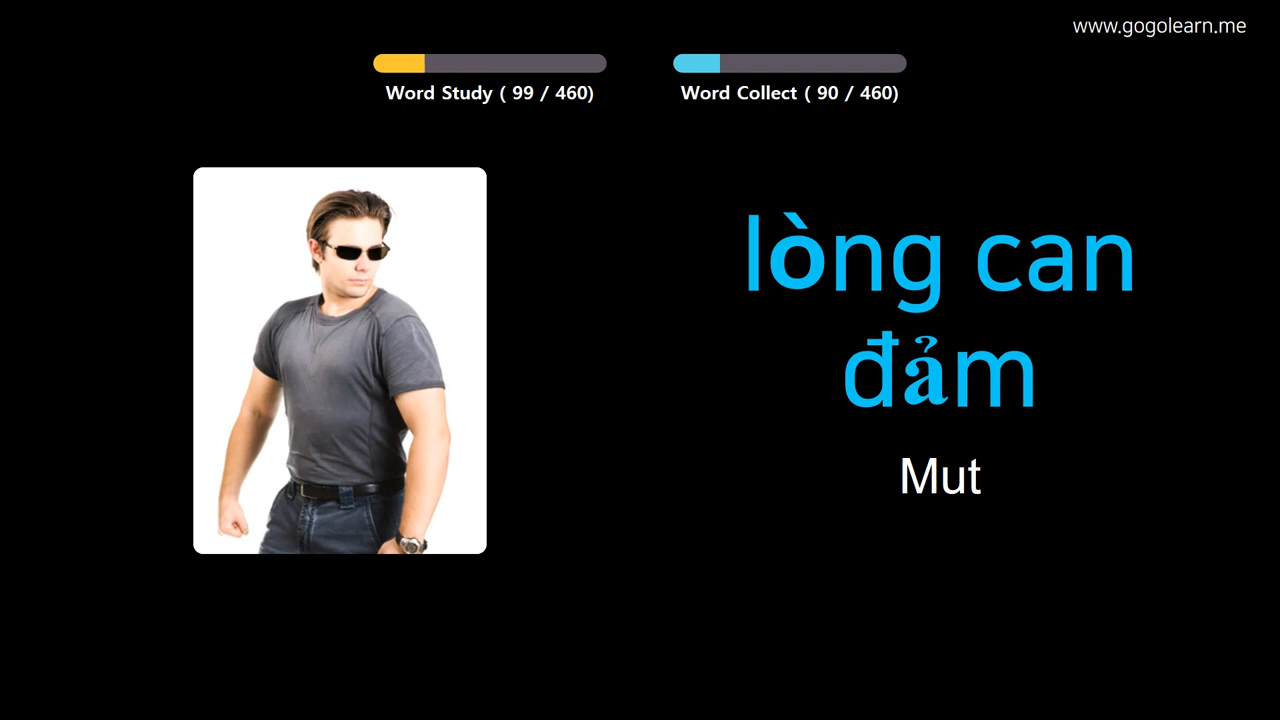 www.gogolearn.me
Word Study ( 99 / 460)
Word Collect ( 90 / 460)
lòng can
đảm
Mut